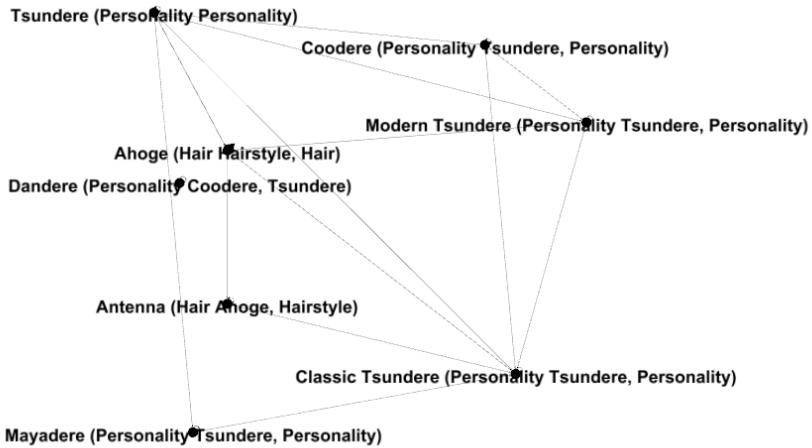 Tsundere (Personality Personality)
Coodere (Personality Tsundere, Personality)
Modern Tsundere (Personality Tsundere, Personality)
Ahoge (Hair Hairstyle, Hair)
Dandere (Personality Coodere, Tsundere)
Antenna (Hair Ahoge, Hairstyle)
Classic Tsundere (Personality Tsundere, Personality)
Mayadere (Personality Tsundere, Personality)